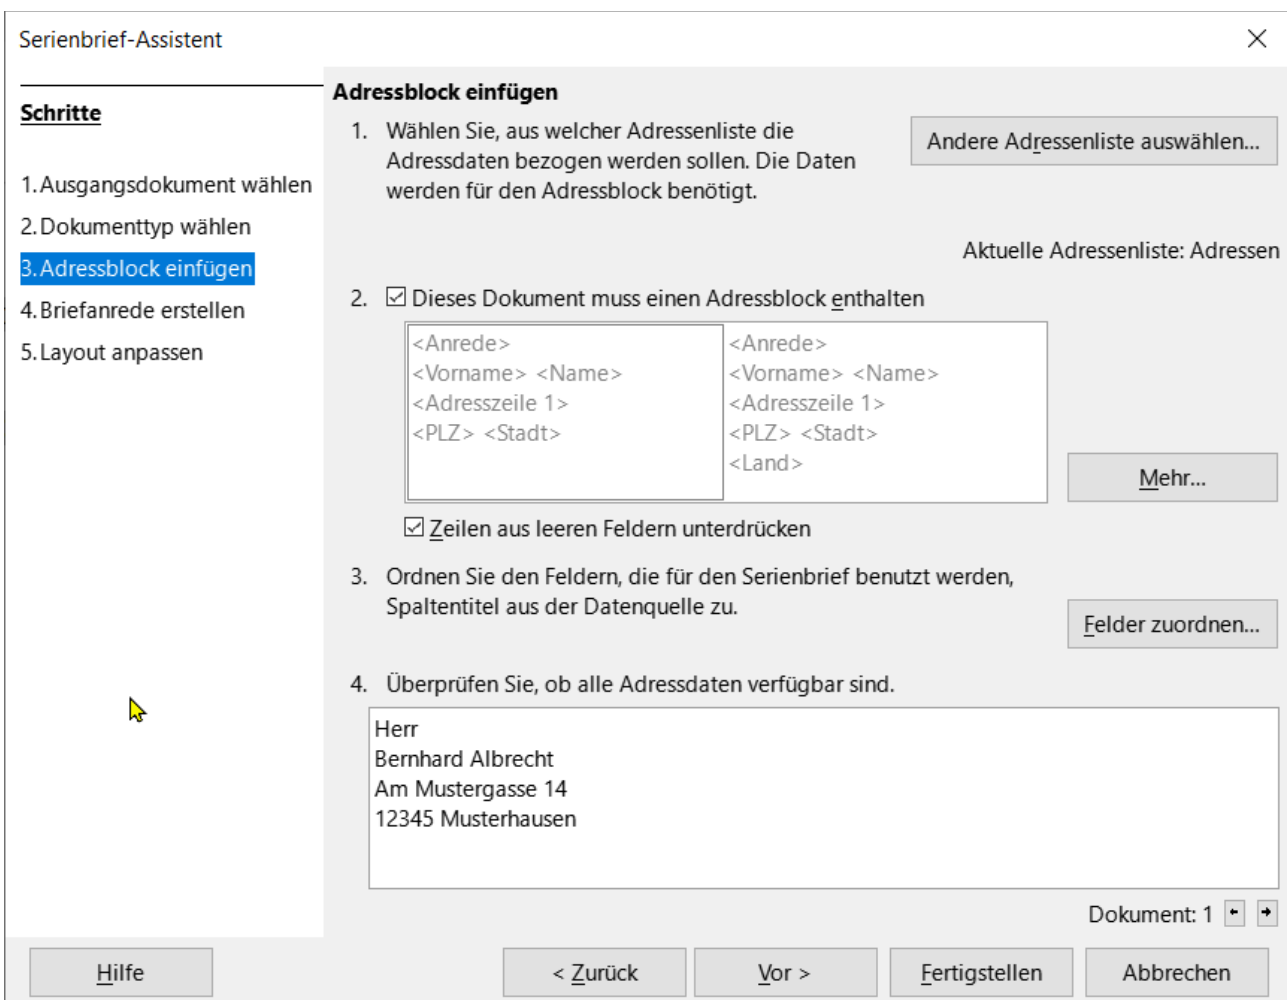 Serienbrief-Assistent
Schritte
1. Ausgangsdokument wählen
2. Dokumenttyp wählen
3. Adressblock einfügen
4. Briefanrede erstellen
5. Layout anpassen
Adressblock einfügen
1. Wählen Sie, aus welcher Adressenliste die
Adressdaten bezogen werden sollen. Die Daten
werden für den Adressblock benötigt.
Andere Adressenliste auswählen...
Aktuelle Adressenliste: Adressen
2. Dieses Dokument muss einen Adressblock enthalten
<Anrede>
<Vorname> <Name>
<Adresszeile 1>
<PLZ> <Stadt>
<Anrede>
<Vorname> <Name>
<Adresszeile 1>
<PLZ> <Stadt>
<Land>
Mehr...
Zeilen aus leeren Feldern unterdrücken
3. Ordnen Sie den Feldern, die für den Serienbrief benutzt werden,
Spaltentitel aus der Datenquelle zu.
Felder zuordnen...
4. Überprüfen Sie, ob alle Adressdaten verfügbar sind.
Herr
Bernhard Albrecht
Am Mustergasse 14
12345 Musterhausen
Dokument: 1
Hilfe
< Zurück
Vor >
Fertigstellen
Abbrechen